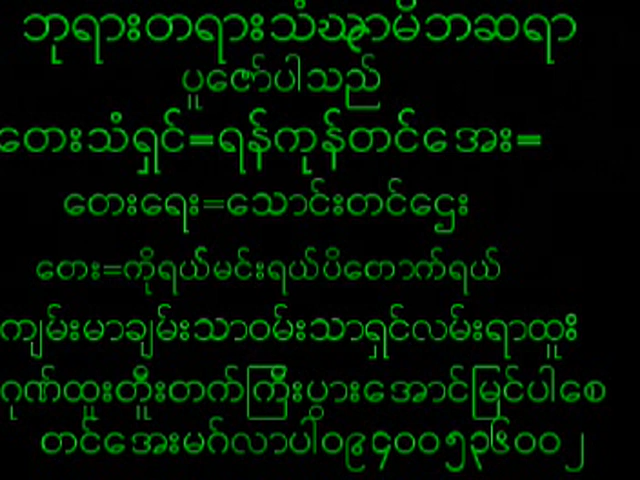 ဘုရားတရားသံဃာမိဘဆရာ
ပူဇော်ပါသည်
တေးသံရှင်=ရန်ကုန်တင်အေး=
တေးရေး=သောင်းတင်ဌေး
တေး=ကိုရယ်မင်းရယ်ပိတောက်ရယ်
ကျမ်းမာချမ်းသာဝမ်းသာရှင်လမ်းရာထူး
ဂုဏ်ထူးတိုးတက်ကြီးပွားအောင်မြင်ပါစေ
တင်အေးမင်္ဂလာပါ၀၉၄၀၀၅၃၆၀၀၂